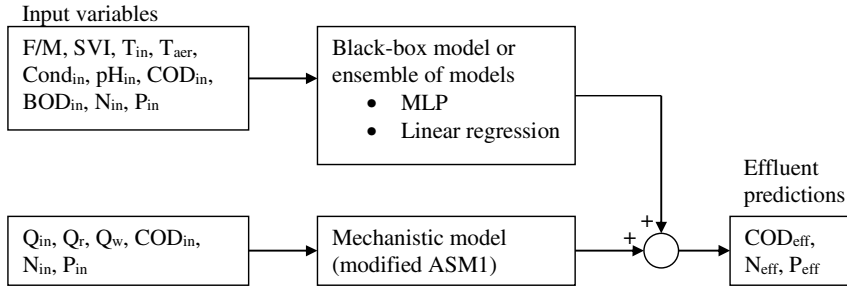 Input variables
F/M, SVI, Tin, Taer,
Condin, pHin, CODin,
BODin, Nin, Pin
Black-box model or
ensemble of models
• MLP
• Linear regression
Effluent
predictions
Qin, Qr, Qw, CODin,
Nin, Pin
Mechanistic model
(modified ASM1)
+
+
CODeff,
Neff, Peff